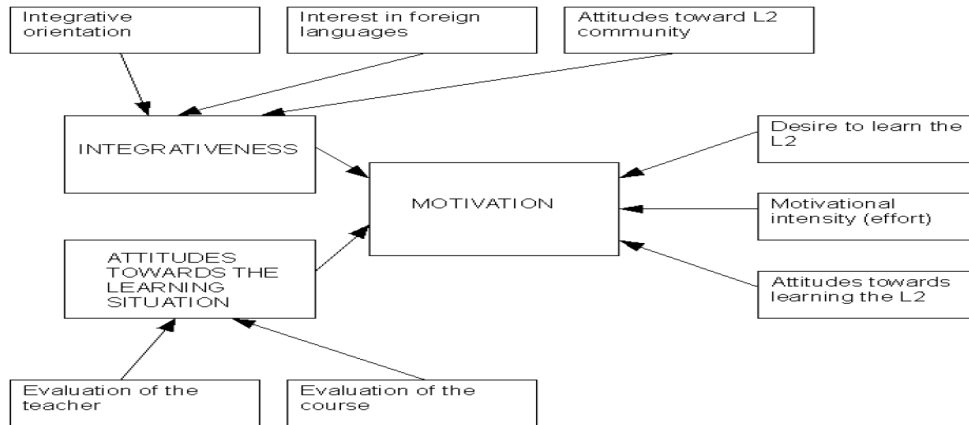 Integrative
orientation
Interest in foreign
languages
Attitudes toward L2
community
INTEGRATIVENESS
MOTIVATION
Desire to learn the
L2
Motivational
intensity (effort)
Attitudes towards
learning the L2
ATTITUDES
TOWARDS THE
LEARNING
SITUATION
Evaluation of the
teacher
Evaluation of the
course